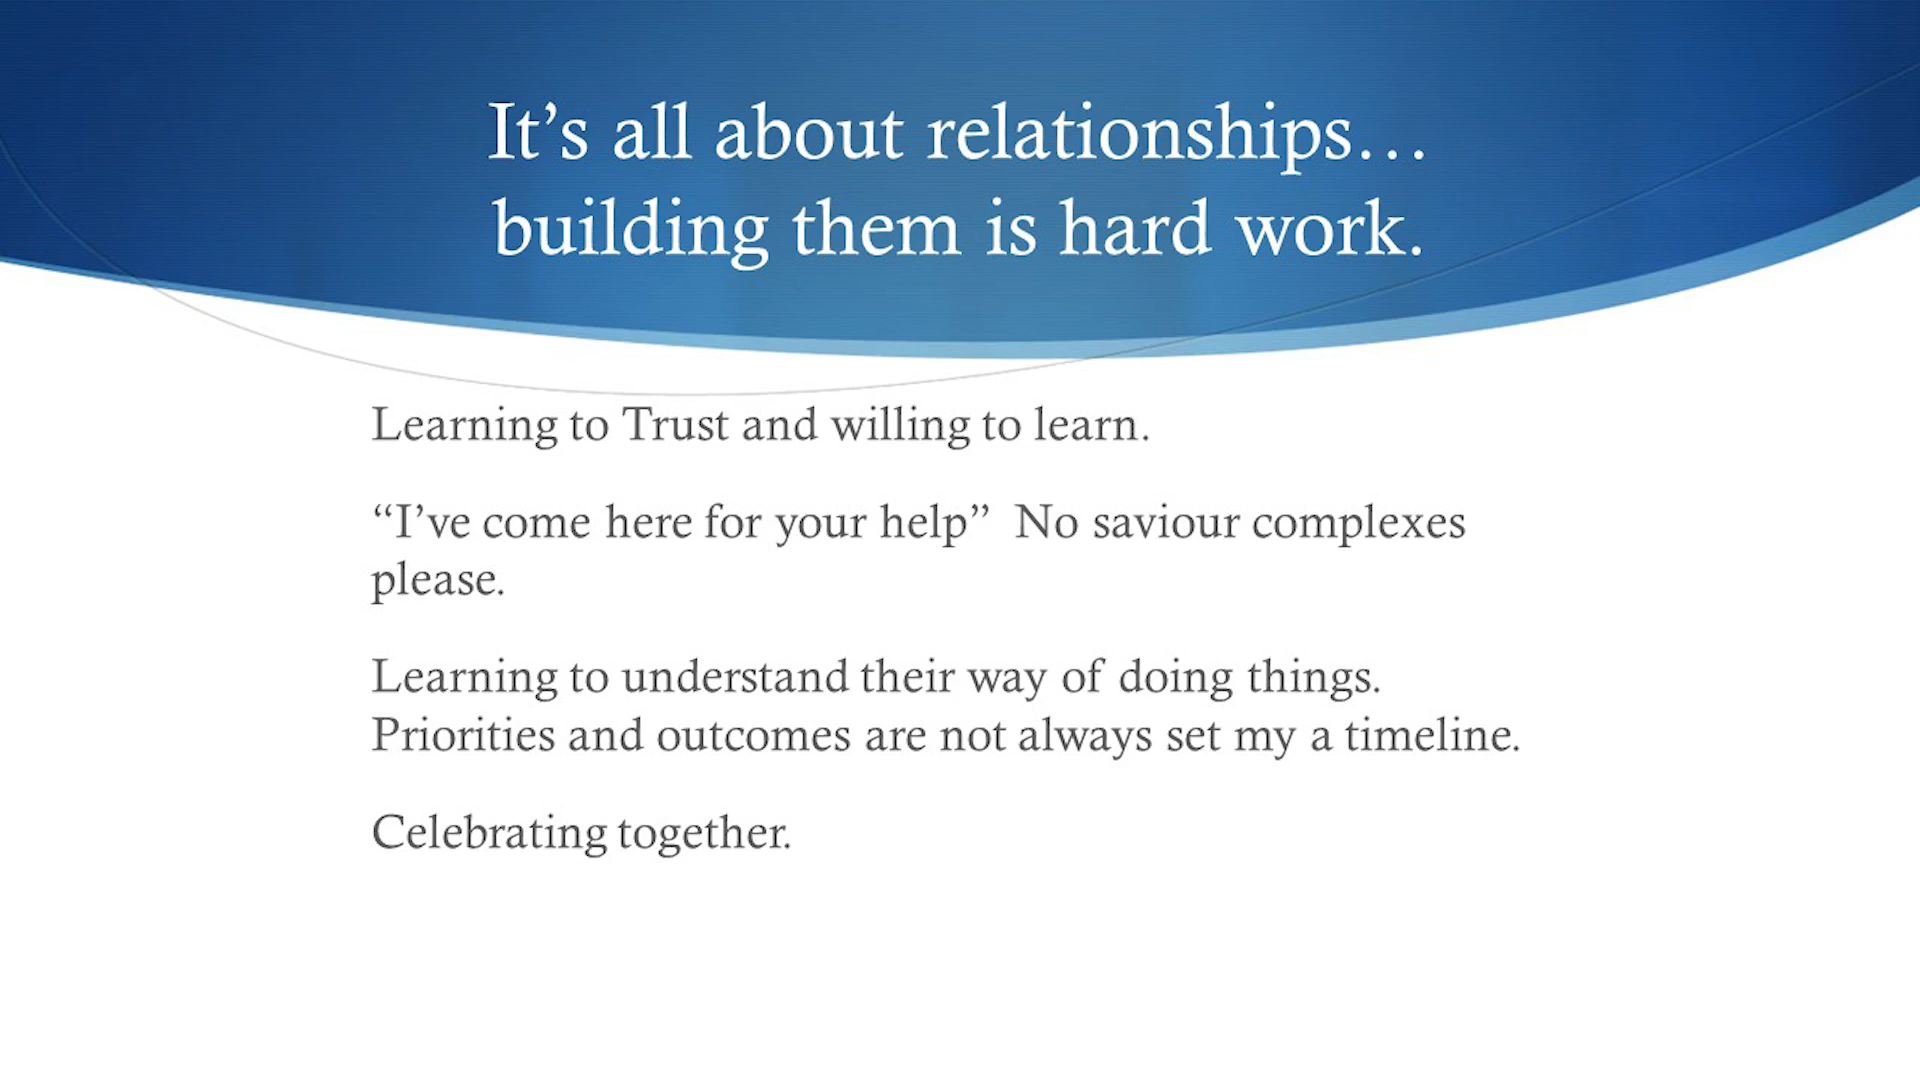 It’s all about relationships…
building them is hard work.
Learning to Trust and willing to learn.
“I’ve come here for your help”  No saviour complexes
please.
Learning to understand their way of doing things.
Priorities and outcomes are not always set my a timeline.
Celebrating together.